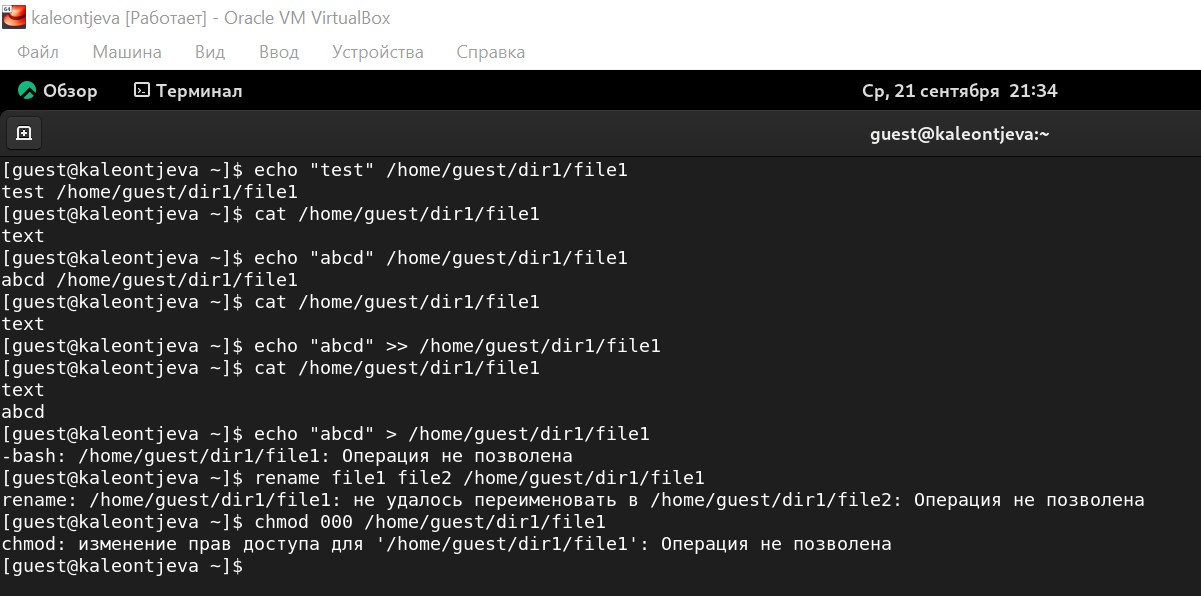 kaleontjeva [Работает] - Oracle VM VirtualBox
Файл Машина Вид Ввод Устройства Справка
Обзор Терминал Ср, 21 сентября 21:34
guest@kaleontjeva:~
[guest@kaleontjeva ~]$ echo "test" /home/guest/dir1/file1
test /home/guest/dir1/file1
[guest@kaleontjeva ~]$ cat /home/guest/dir1/file1
text
[guest@kaleontjeva ~]$ echo "abcd" /home/guest/dir1/file1
abcd /home/guest/dir1/file1
[guest@kaleontjeva ~]$ cat /home/guest/dir1/file1
text
[guest@kaleontjeva ~]$ echo "abcd" >> /home/guest/dir1/file1
[guest@kaleontjeva ~]$ cat /home/guest/dir1/file1
text
abcd
[guest@kaleontjeva ~]$ echo "abcd" > /home/guest/dir1/file1
-bash: /home/guest/dir1/file1: Операция не позволена
[guest@kaleontjeva ~]$ rename file1 file2 /home/guest/dir1/file1
rename: /home/guest/dir1/file1: не удалось переименовать в /home/guest/dir1/file2: Операция не позволена
[guest@kaleontjeva ~]$ chmod 000 /home/guest/dir1/file1
chmod: изменение прав доступа для '/home/guest/dir1/file1': Операция не позволена
[guest@kaleontjeva ~]$